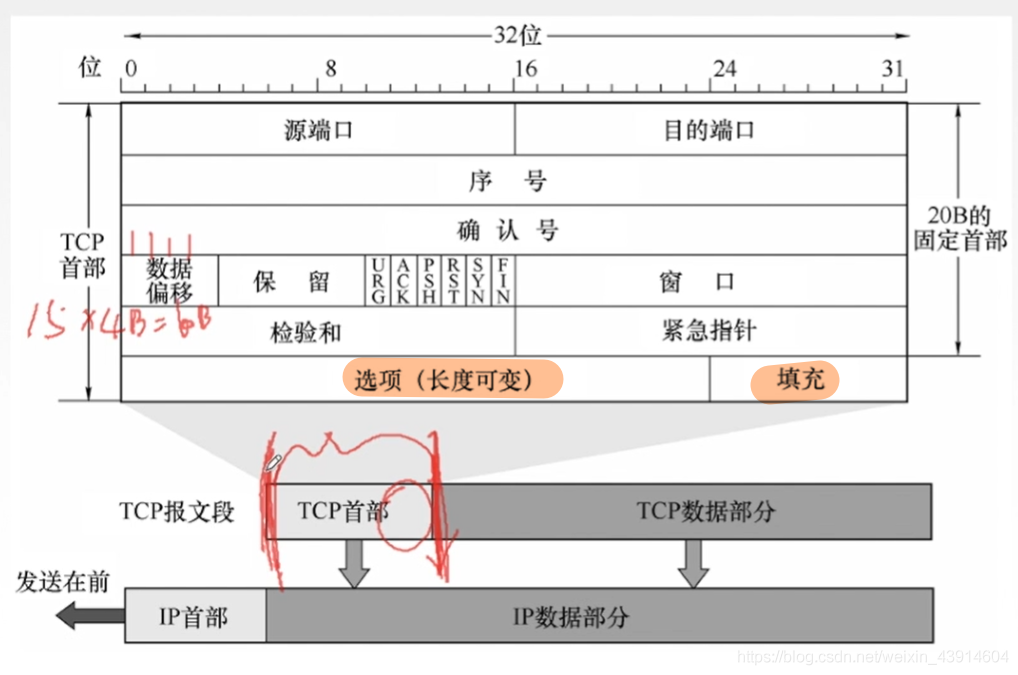 32位
位 0 8 16 24 31
源端口 目的端口
序 号
确 认 号
TCP
首部
20B的
固定首部
1 1 1 1
数据
偏移
保 留
URG
ACK
PSH
RST
SYN
FIN
窗 口
15×4B=60B
检验和 紧急指针
选项（长度可变） 填充
TCP报文段 TCP首部 TCP数据部分
发送在前
IP首部 IP数据部分
https://blog.csdn.net/weixin_43914604